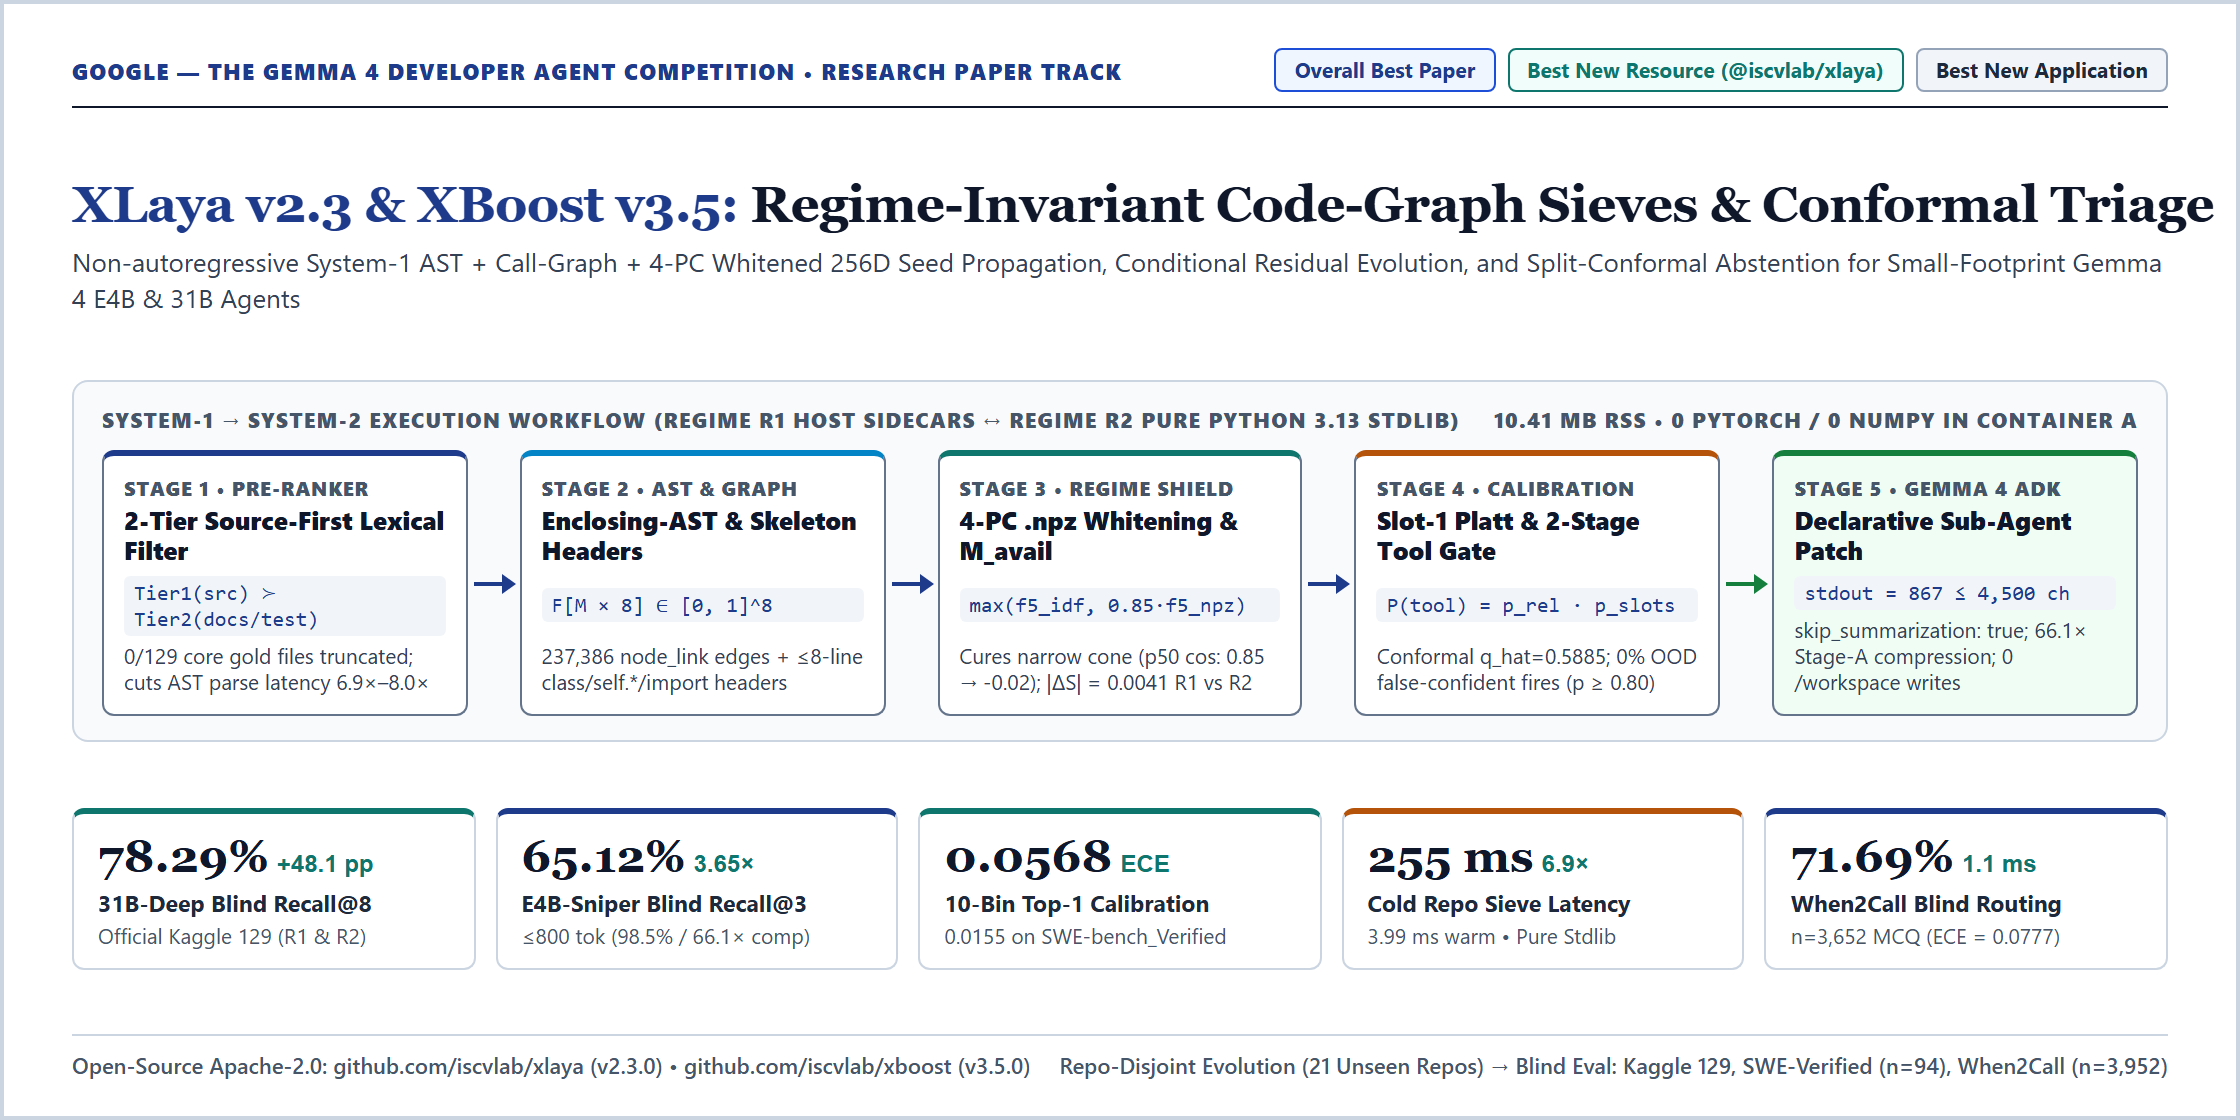 GOOGLE — THE GEMMA 4 DEVELOPER AGENT COMPETITION • RESEARCH PAPER TRACK
Overall Best Paper
Best New Resource (@iscvlab/xlaya)
Best New Application
XLaya v2.3 & XBoost v3.5: Regime-Invariant Code-Graph Sieves & Conformal Triage
Non-autoregressive System-1 AST + Call-Graph + 4-PC Whitened 256D Seed Propagation, Conditional Residual Evolution, and Split-Conformal Abstention for Small-Footprint Gemma
4 E4B & 31B Agents
SYSTEM-1 → SYSTEM-2 EXECUTION WORKFLOW (REGIME R1 HOST SIDECARS ↔ REGIME R2 PURE PYTHON 3.13 STDLIB)
10.41 MB RSS • 0 PYTORCH / 0 NUMPY IN CONTAINER A
STAGE 1 • PRE-RANKER
2-Tier Source-First Lexical
Filter
Tier1(src) ≻
Tier2(docs/test)
0/129 core gold files truncated;
cuts AST parse latency 6.9×–8.0×
STAGE 2 • AST & GRAPH
Enclosing-AST & Skeleton
Headers
F[M × 8] ∈ [0, 1]^8
237,386 node_link edges + ≤8-line
class/self.*/import headers
STAGE 3 • REGIME SHIELD
4-PC .npz Whitening &
M_avail
max(f5_idf, 0.85·f5_npz)
Cures narrow cone (p50 cos: 0.85
→ -0.02); |ΔS| = 0.0041 R1 vs R2
STAGE 4 • CALIBRATION
Slot-1 Platt & 2-Stage
Tool Gate
P(tool) = p_rel · p_slots
Conformal q_hat=0.5885; 0% OOD
false-confident fires (p ≥ 0.80)
STAGE 5 • GEMMA 4 ADK
Declarative Sub-Agent
Patch
stdout = 867 ≤ 4,500 ch
skip_summarization: true; 66.1×
Stage-A compression; 0
/workspace writes
78.29% +48.1 pp
31B-Deep Blind Recall@8
Official Kaggle 129 (R1 & R2)
65.12% 3.65×
E4B-Sniper Blind Recall@3
≤800 tok (98.5% / 66.1× comp)
0.0568 ECE
10-Bin Top-1 Calibration
0.0155 on SWE-bench_Verified
255 ms 6.9×
Cold Repo Sieve Latency
3.99 ms warm • Pure Stdlib
71.69% 1.1 ms
When2Call Blind Routing
n=3,652 MCQ (ECE = 0.0777)
Open-Source Apache-2.0: github.com/iscvlab/xlaya (v2.3.0) • github.com/iscvlab/xboost (v3.5.0)
Repo-Disjoint Evolution (21 Unseen Repos) → Blind Eval: Kaggle 129, SWE-Verified (n=94), When2Call (n=3,952)